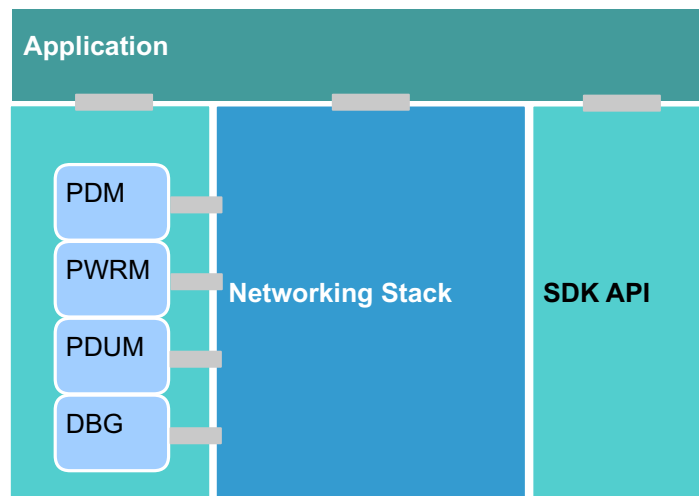 Application
PDM
PWRM
Networking Stack
SDK API
PDUM
DBG